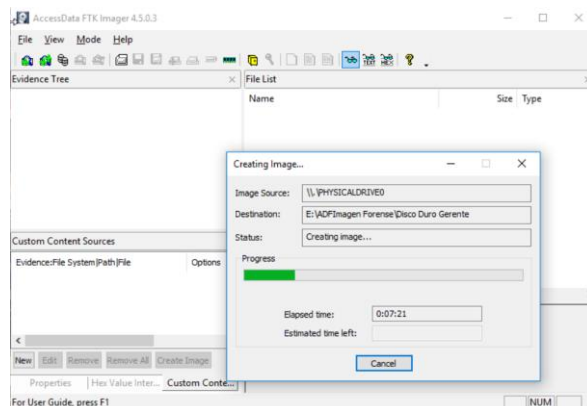 AccessData FTK Imager 4.5.0.3
File View Mode Help
Evidence Tree
File List
Name Size Type
Creating Image...
Image Source: \\.\PHYSICALDRIVE0
Destination: E:\ADFImagen Forense\Disco Duro Gerente
Status: Creating image...
Progress
Elapsed time: 0:07:21
Estimated time left:
Cancel
Custom Content Sources
Evidence:File System|Path|File Options
New Edit Remove Remove All Create Image
Properties Hex Value Inter... Custom Conte...
For User Guide, press F1
NUM